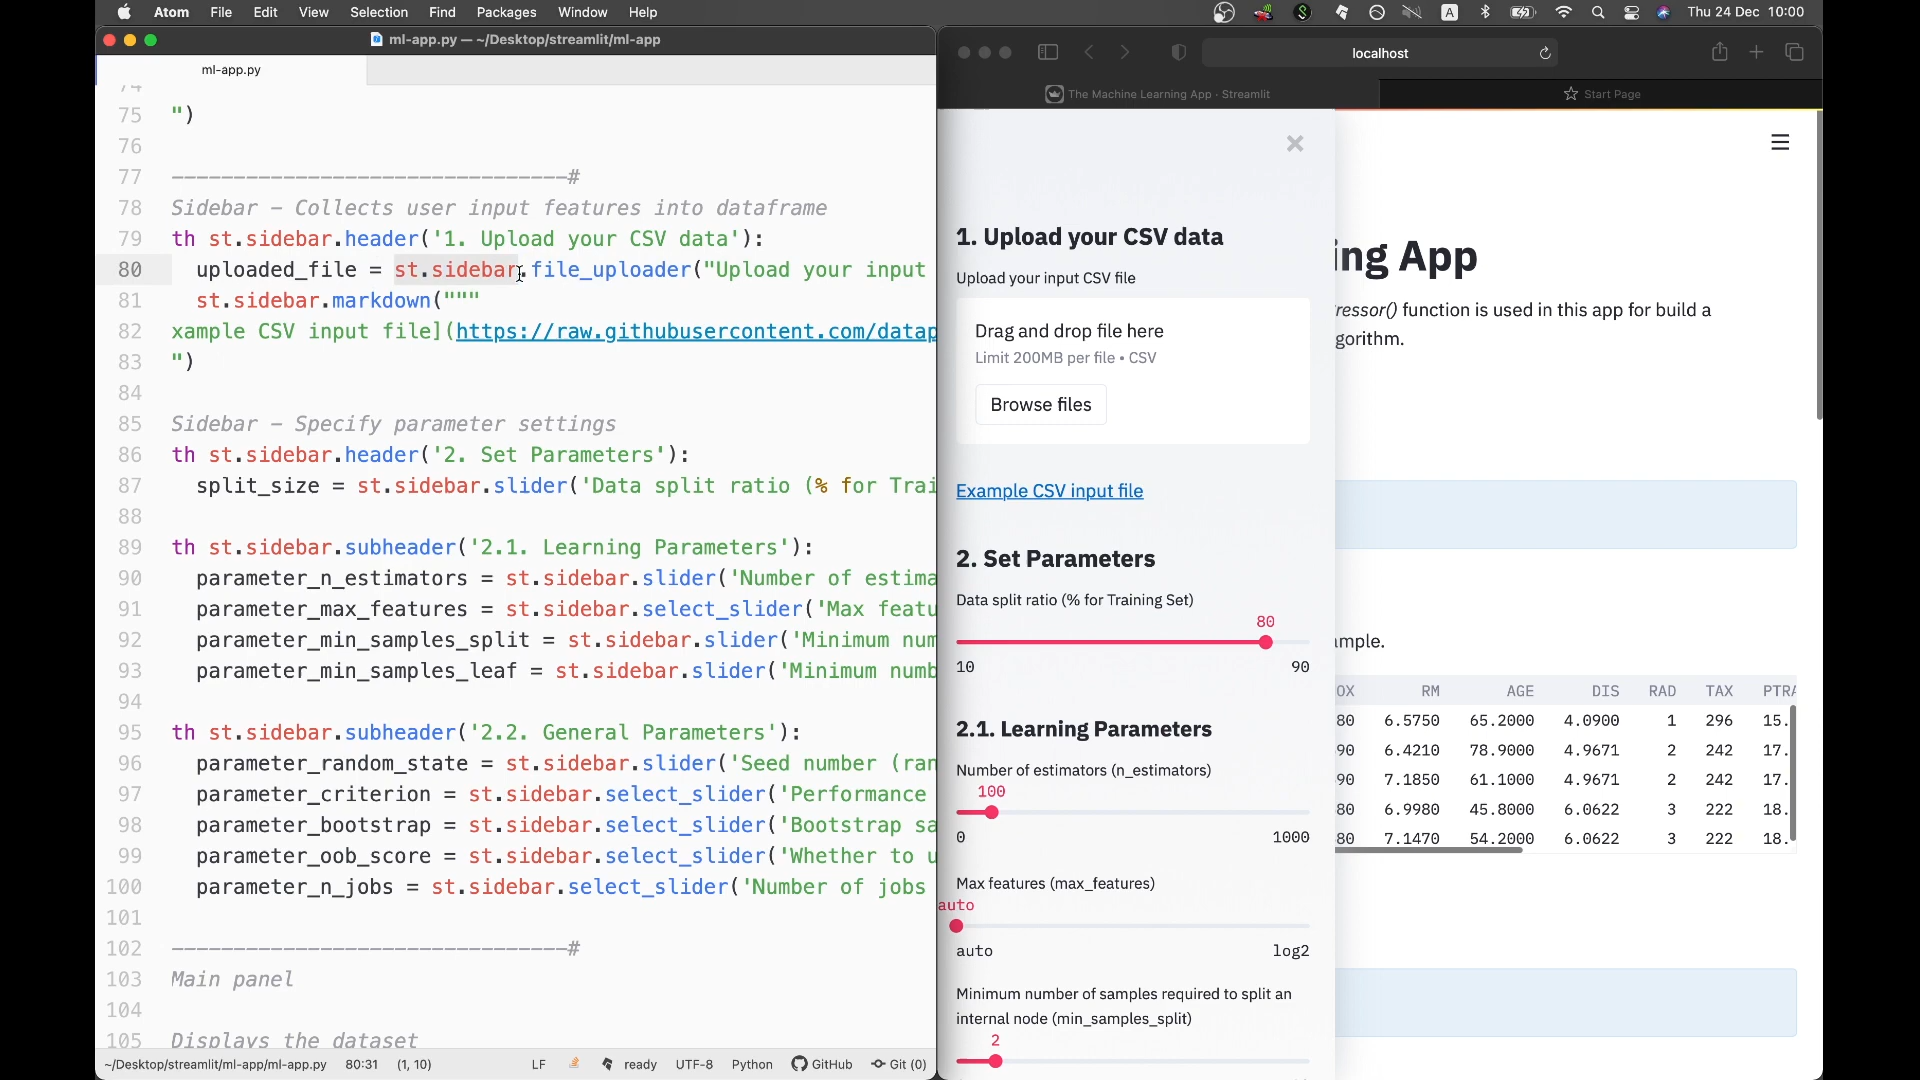 Atom File Edit View Selection Find Packages Window Help
A Thu 24 Dec 10:00
ml-app.py — ~/Desktop/streamlit/ml-app
ml-app.py
74
75 ")
76
77 ————————————————————————————————#
78 Sidebar - Collects user input features into dataframe
79 th st.sidebar.header('1. Upload your CSV data'):
80 uploaded_file = st.sidebar.file_uploader("Upload your input
81 st.sidebar.markdown("""
82 xample CSV input file](https://raw.githubusercontent.com/datap
83 ")
84
85 Sidebar - Specify parameter settings
86 th st.sidebar.header('2. Set Parameters'):
87 split_size = st.sidebar.slider('Data split ratio (% for Trai
88
89 th st.sidebar.subheader('2.1. Learning Parameters'):
90 parameter_n_estimators = st.sidebar.slider('Number of estima
91 parameter_max_features = st.sidebar.select_slider('Max featu
92 parameter_min_samples_split = st.sidebar.slider('Minimum num
93 parameter_min_samples_leaf = st.sidebar.slider('Minimum numb
94
95 th st.sidebar.subheader('2.2. General Parameters'):
96 parameter_random_state = st.sidebar.slider('Seed number (ran
97 parameter_criterion = st.sidebar.select_slider('Performance
98 parameter_bootstrap = st.sidebar.select_slider('Bootstrap sa
99 parameter_oob_score = st.sidebar.select_slider('Whether to u
100 parameter_n_jobs = st.sidebar.select_slider('Number of jobs
101
102 ————————————————————————————————#
103 Main panel
104
105 Displays the dataset
~/Desktop/streamlit/ml-app/ml-app.py 80:31 (1, 10) LF ready UTF-8 Python GitHub Git (0)
localhost
The Machine Learning App · Streamlit
Start Page
1. Upload your CSV data
Upload your input CSV file
Drag and drop file here
Limit 200MB per file • CSV
Browse files
Example CSV input file
2. Set Parameters
Data split ratio (% for Training Set)
80
10 90
2.1. Learning Parameters
Number of estimators (n_estimators)
100
0 1000
Max features (max_features)
auto
auto log2
Minimum number of samples required to split an
internal node (min_samples_split)
2
ing App
ressor() function is used in this app for build a
gorithm.
mple.
OX RM AGE DIS RAD TAX PTRA
80 6.5750 65.2000 4.0900 1 296 15.
90 6.4210 78.9000 4.9671 2 242 17.
90 7.1850 61.1000 4.9671 2 242 17.
80 6.9980 45.8000 6.0622 3 222 18.
80 7.1470 54.2000 6.0622 3 222 18.